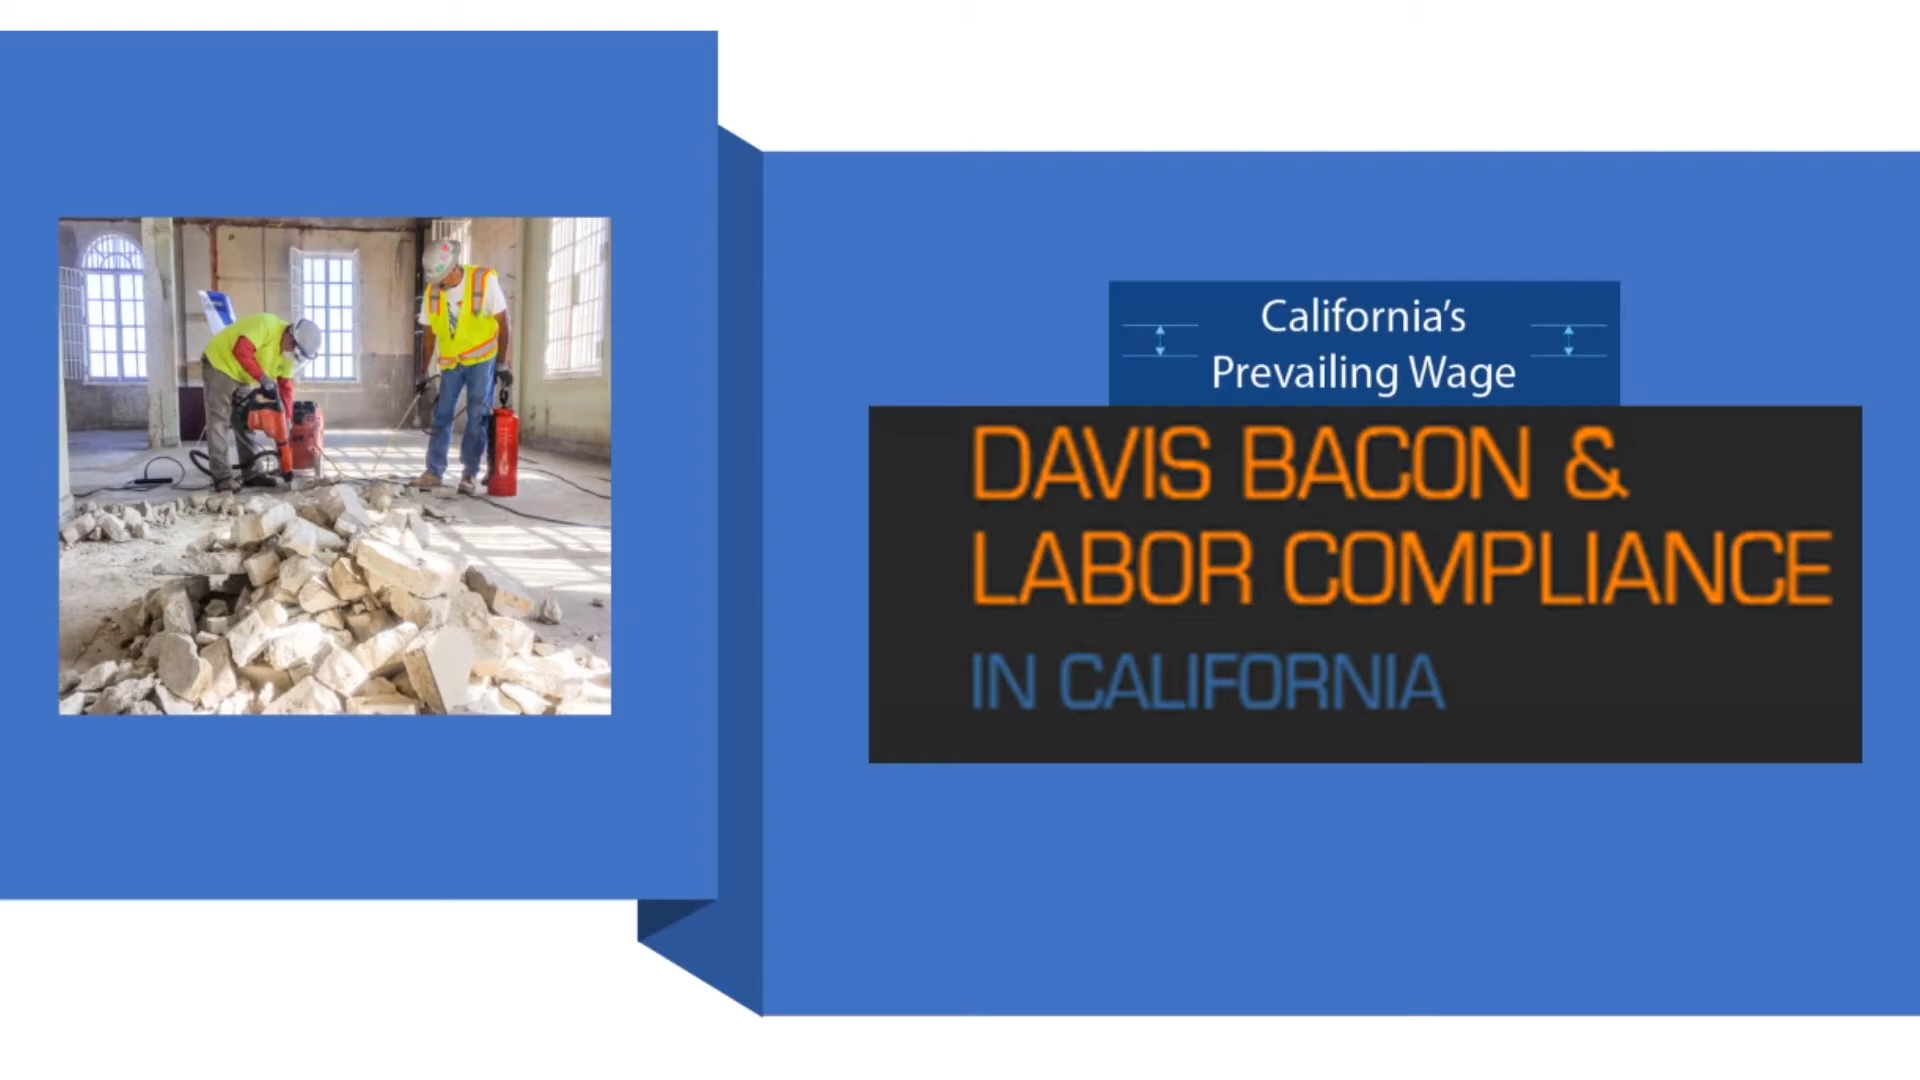 California’s
Prevailing Wage
DAVIS BACON &
LABOR COMPLIANCE
IN CALIFORNIA